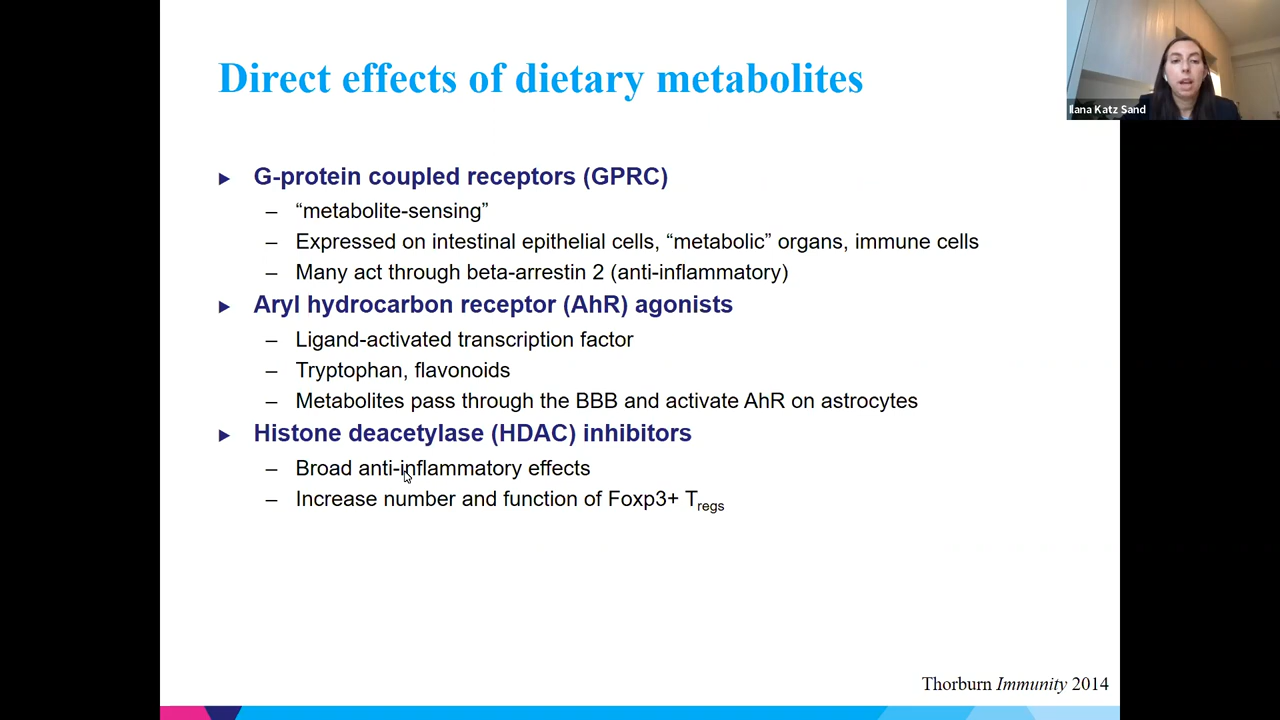 Direct effects of dietary metabolites
Ilana Katz Sand
► G-protein coupled receptors (GPRC)
– “metabolite-sensing”
– Expressed on intestinal epithelial cells, “metabolic” organs, immune cells
– Many act through beta-arrestin 2 (anti-inflammatory)
► Aryl hydrocarbon receptor (AhR) agonists
– Ligand-activated transcription factor
– Tryptophan, flavonoids
– Metabolites pass through the BBB and activate AhR on astrocytes
► Histone deacetylase (HDAC) inhibitors
– Broad anti-inflammatory effects
– Increase number and function of Foxp3+ Tregs
Thorburn Immunity 2014